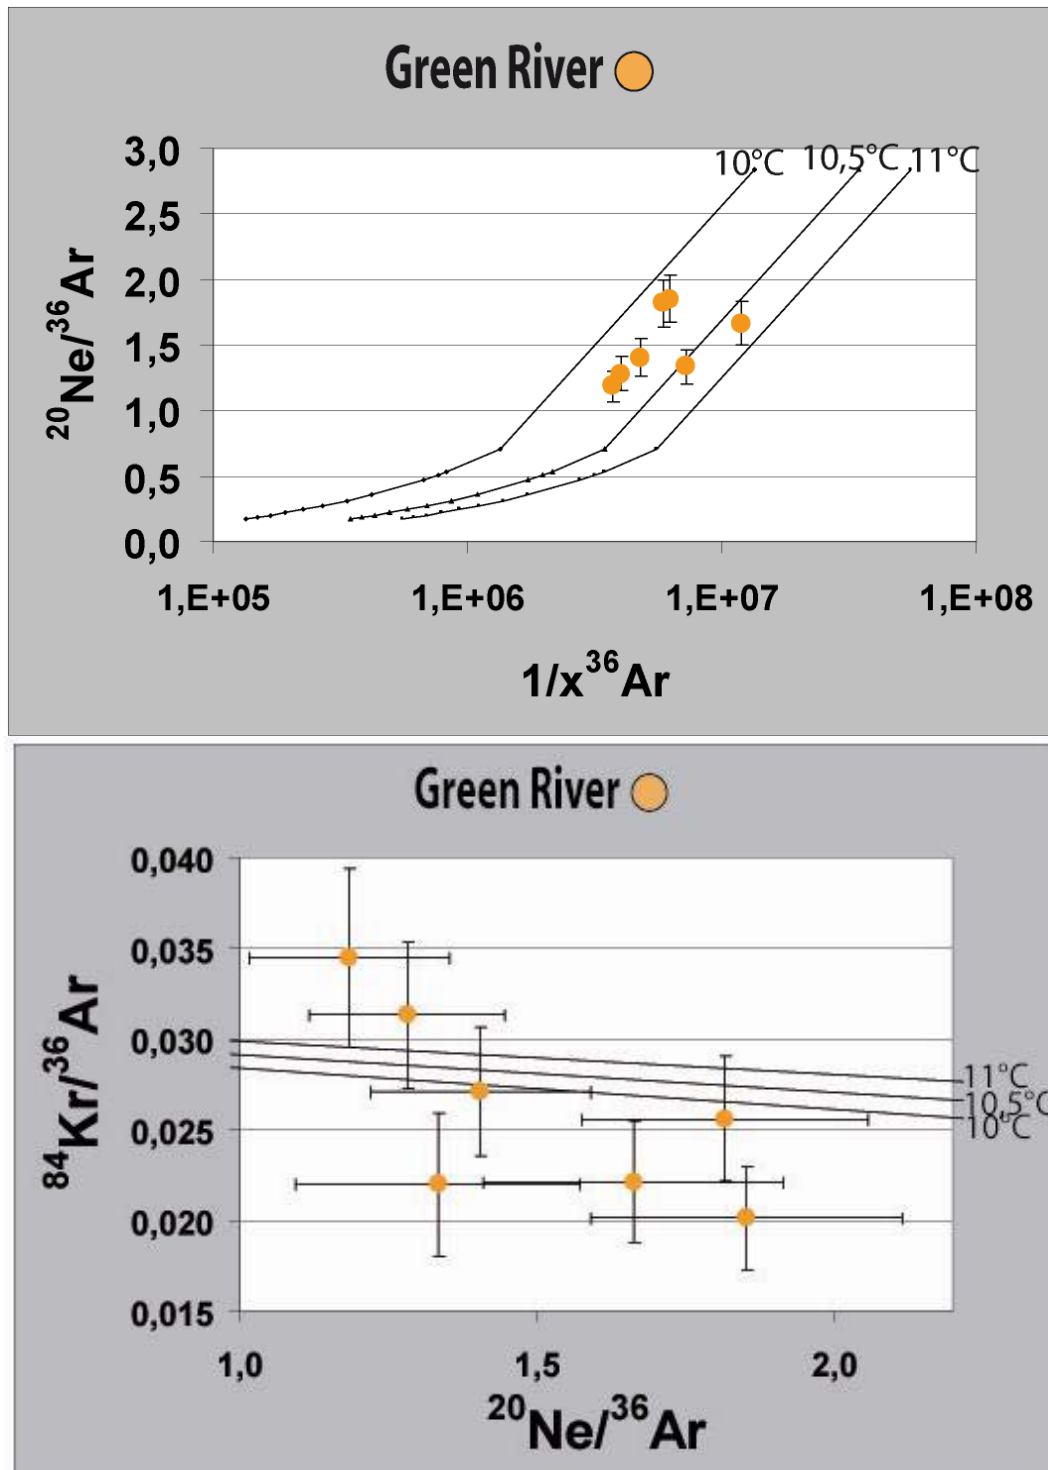 Green River
3,0
10°C 10,5°C 11°C
2,5
2,0
1,5
1,0
0,5
0,0
20Ne/36Ar
1,E+05 1,E+06 1,E+07 1,E+08
1/x36Ar
Green River
0,040
0,035
0,030
0,025
0,020
0,015
84Kr/36Ar
11°C
10,5°C
10°C
1,0 1,5 2,0
20Ne/36Ar